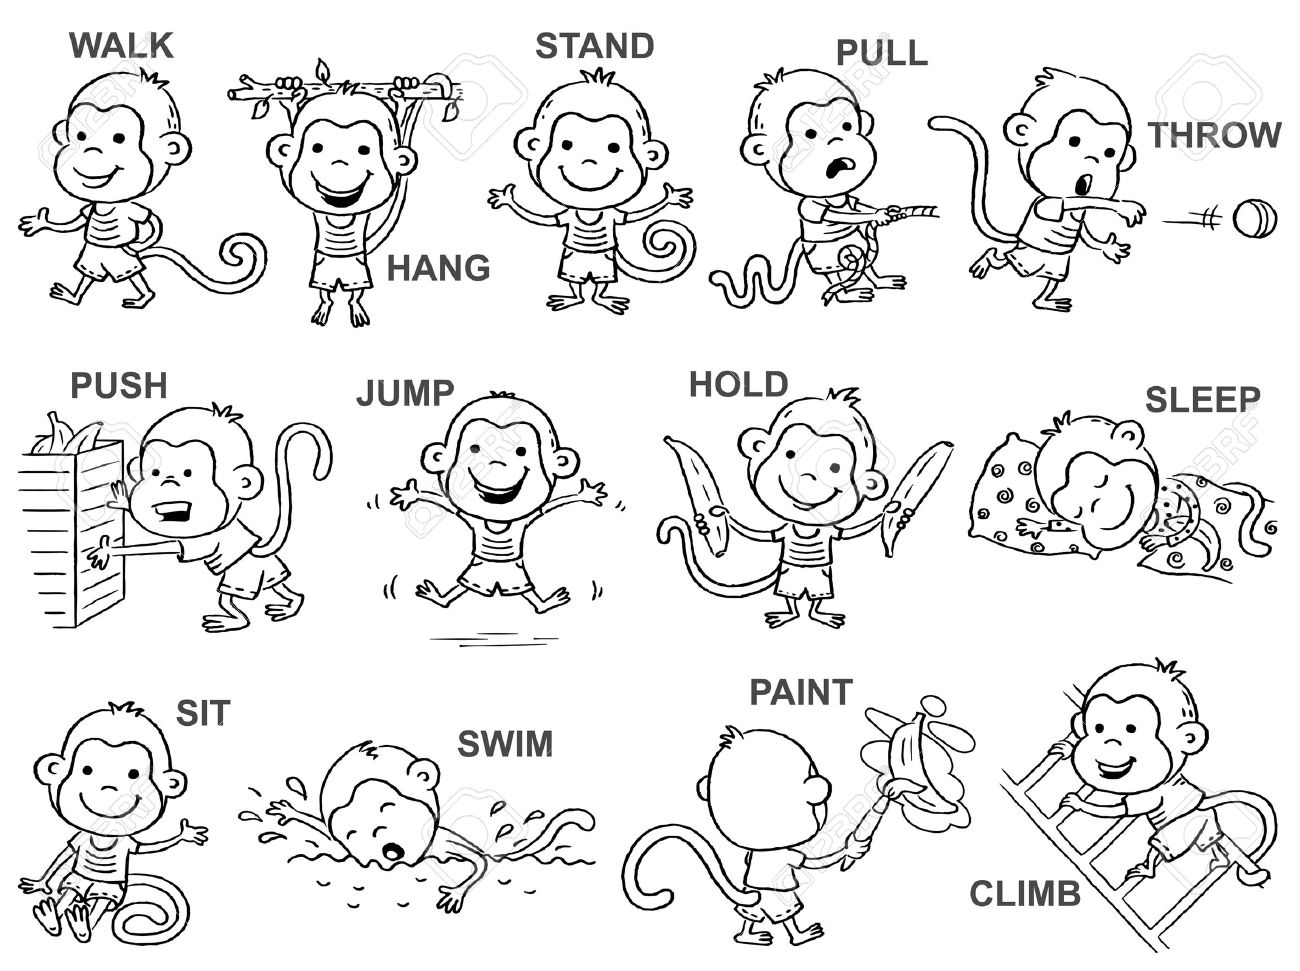 WALK
HANG
STAND
PULL
THROW
PUSH
JUMP
HOLD
SLEEP
SIT
SWIM
PAINT
CLIMB